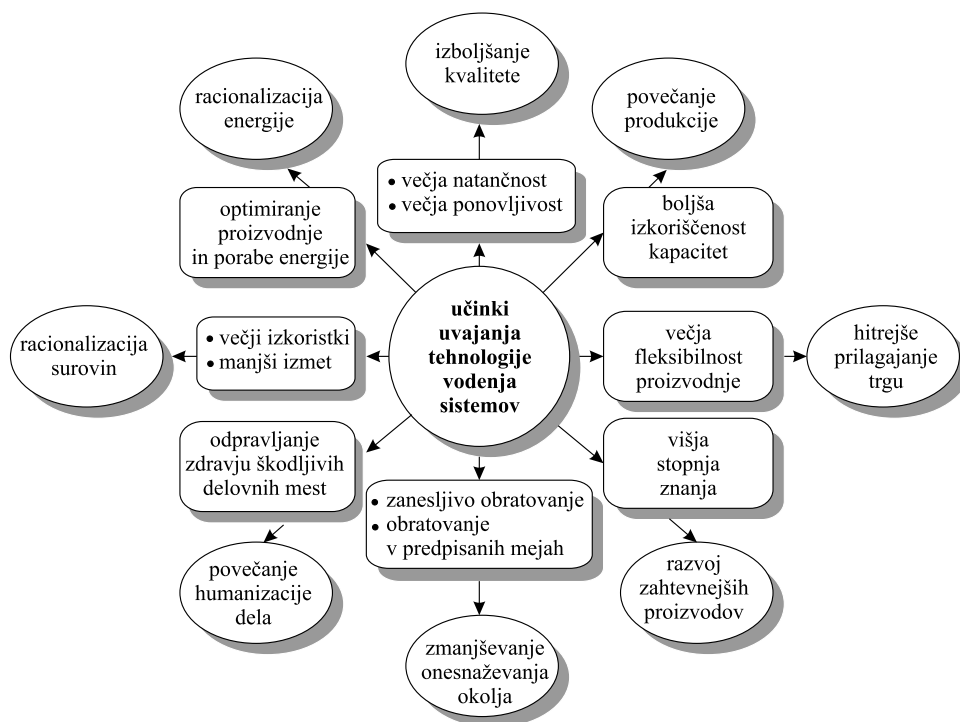 izboljšanje
kvalitete
racionalizacija
energije
povečanje
produkcije
• večja natančnost
• večja ponovljivost
optimiranje
proizvodnje
in porabe energije
boljša
izkoriščenost
kapacitet
učinki
uvajanja
tehnologije
vodenja
sistemov
racionalizacija
surovin
• večji izkoristki
• manjši izmet
večja
fleksibilnost
proizvodnje
hitrejše
prilagajanje
trgu
odpravljanje
zdravju škodljivih
delovnih mest
višja
stopnja
znanja
• zanesljivo obratovanje
• obratovanje
v predpisanih mejah
povečanje
humanizacije
dela
razvoj
zahtevnejših
proizvodov
zmanjševanje
onesnaževanja
okolja